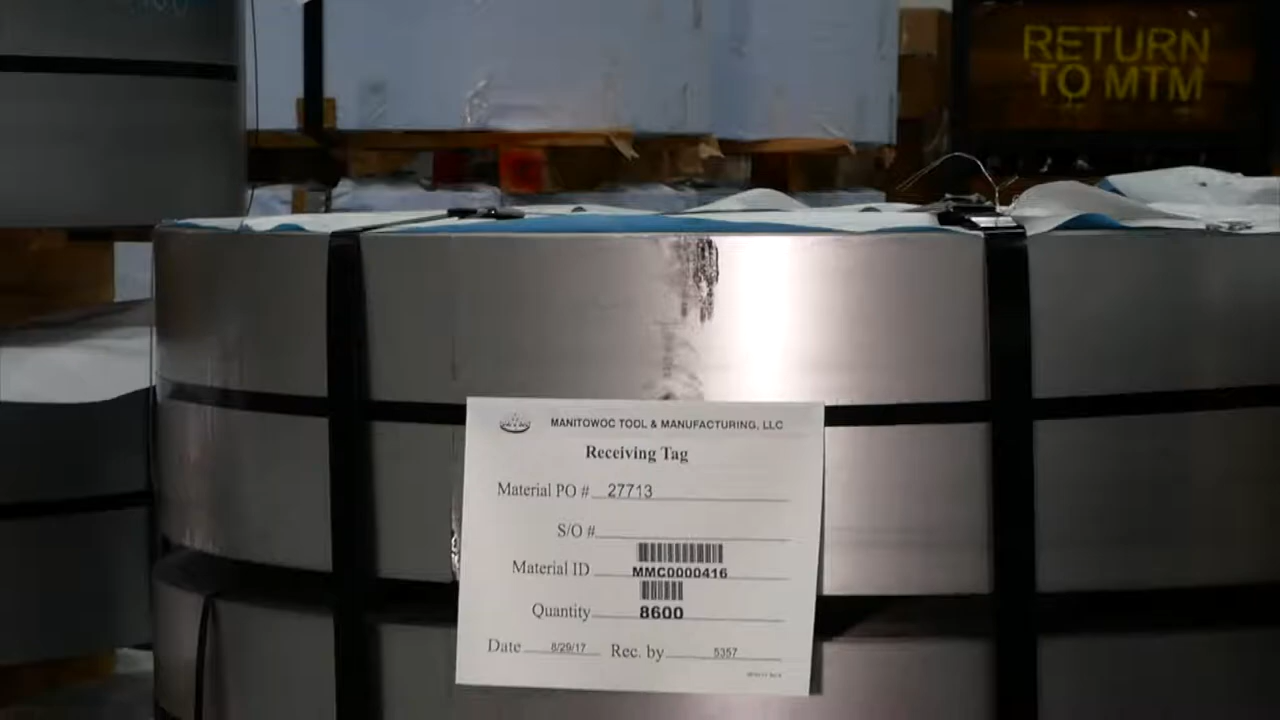 RETURN
TO MTM
MANITOWOC TOOL & MANUFACTURING, LLC
Receiving Tag
Material PO # 27713
S/O #
Material ID MMC0000416
Quantity 8600
Date 8/29/17 Rec. by 5357